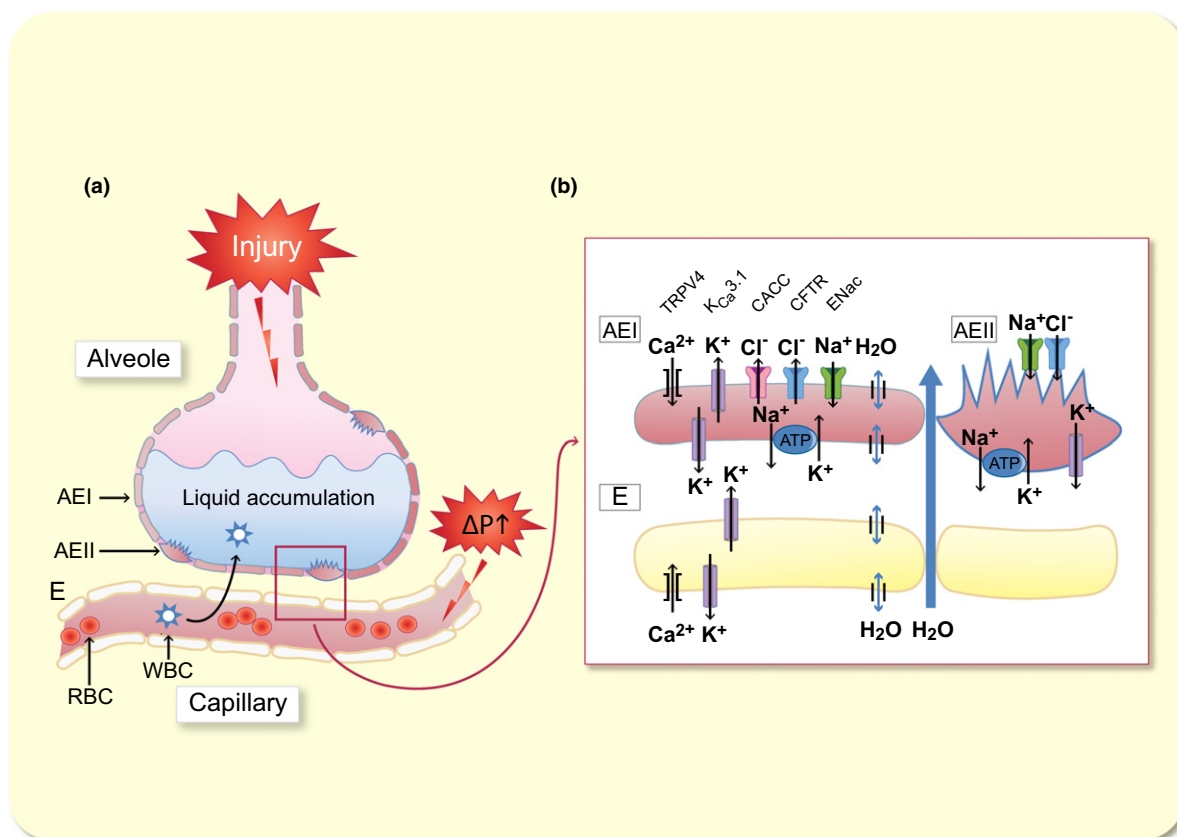 (a)
Injury
Alveole
Liquid accumulation
AEI
AEII
ΔP↑
E
RBC
WBC
Capillary
(b)
TRPV4
K_Ca3.1
CACC
CFTR
ENac
AEI
Ca²⁺ K⁺ Cl⁻ Cl⁻ Na⁺ H₂O
AEII
Na⁺ Cl⁻
Na⁺
ATP
K⁺
K⁺
K⁺
Na⁺
ATP
K⁺
K⁺
E
Ca²⁺ K⁺
H₂O H₂O